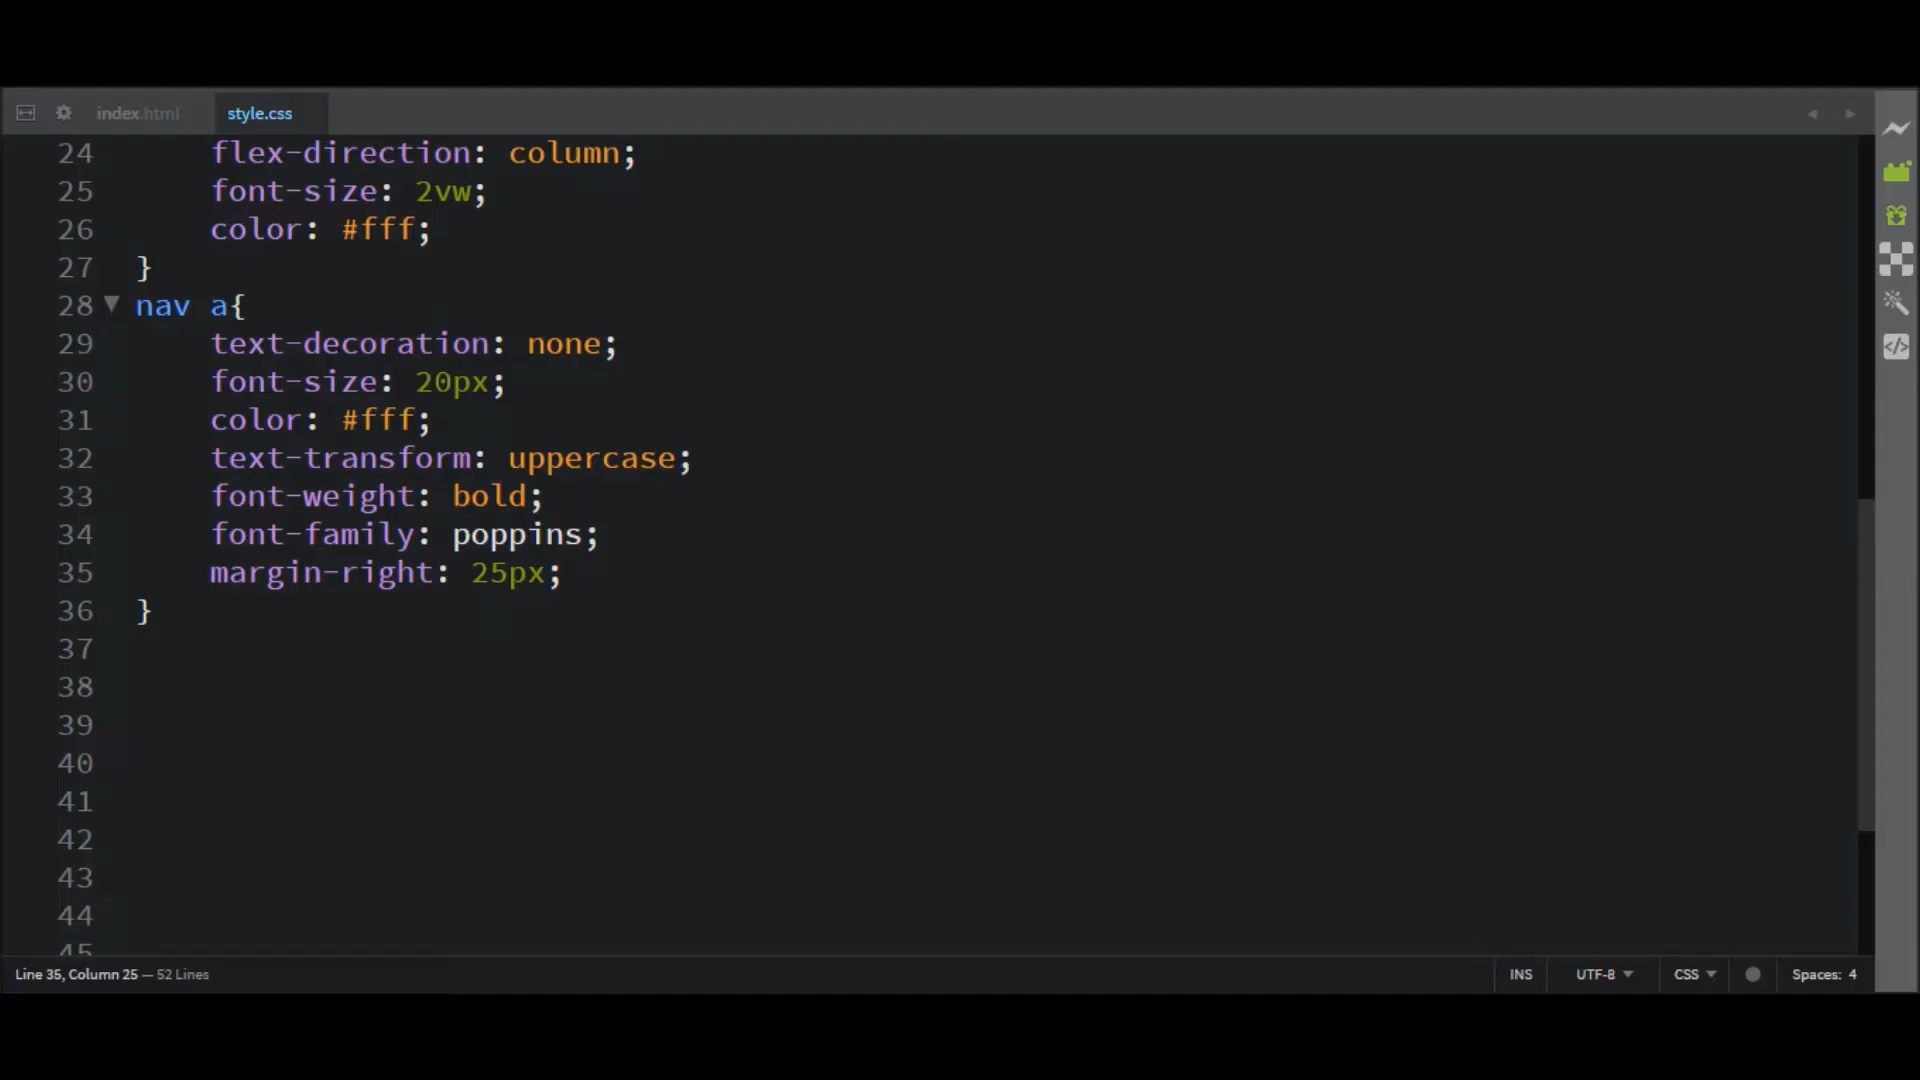 index.html style.css
24 flex-direction: column;
25 font-size: 2vw;
26 color: #fff;
27 }
28 nav a{
29 text-decoration: none;
30 font-size: 20px;
31 color: #fff;
32 text-transform: uppercase;
33 font-weight: bold;
34 font-family: poppins;
35 margin-right: 25px;
36 }
37
38
39
40
41
42
43
44
45
Line 35, Column 25 — 52 Lines INS UTF-8 CSS Spaces: 4